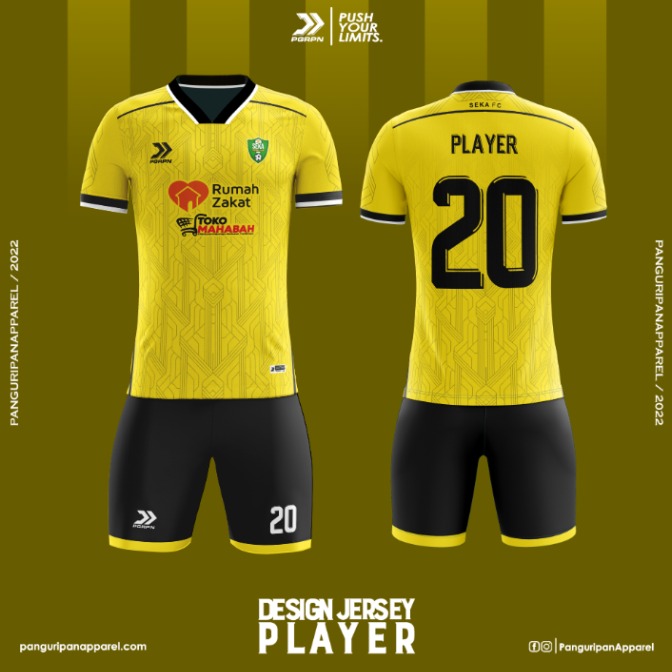 PGRPN
PUSH
YOUR
LIMITS.
SEKA F.C
PGRPN
SEKA
PLAYER
20
Rumah
Zakat
TOKO
MAHABAH
PANGURIPANAPPAREL / 2022
PANGURIPANAPPAREL / 2022
PGRPN
20
DESIGN JERSEY
PLAYER
panguripanapparel.com
PanguripanApparel